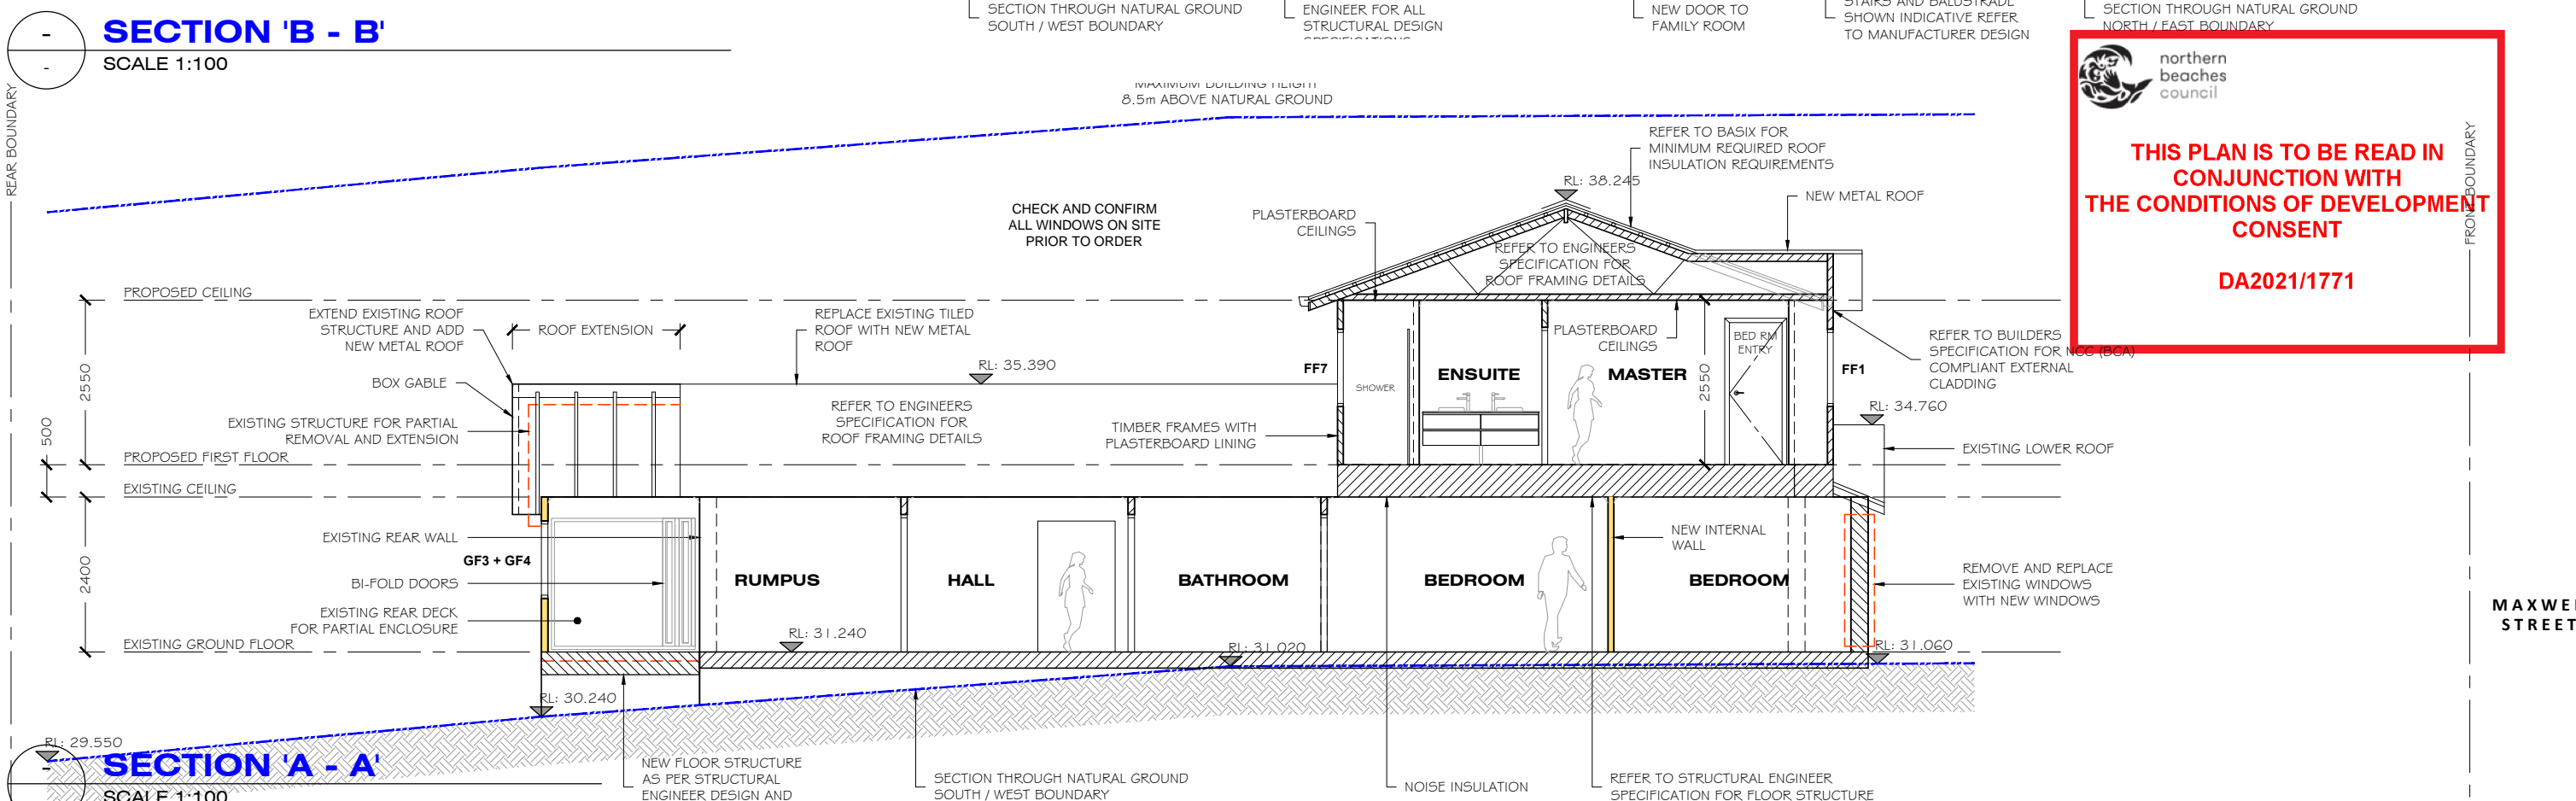 SECTION 'B - B'
SCALE 1:100
-
-
SECTION THROUGH NATURAL GROUND
SOUTH / WEST BOUNDARY
ENGINEER FOR ALL
STRUCTURAL DESIGN
NEW DOOR TO
FAMILY ROOM
STAIRS AND BALUSTRADE
SHOWN INDICATIVE REFER
TO MANUFACTURER DESIGN
SECTION THROUGH NATURAL GROUND
NORTH / EAST BOUNDARY
northern
beaches
council
THIS PLAN IS TO BE READ IN
CONJUNCTION WITH
THE CONDITIONS OF DEVELOPMENT
CONSENT
DA2021/1771
REAR BOUNDARY
FRONT BOUNDARY
MAXIMUM BUILDING HEIGHT
8.5m ABOVE NATURAL GROUND
REFER TO BASIX FOR
MINIMUM REQUIRED ROOF
INSULATION REQUIREMENTS
RL: 38.245
NEW METAL ROOF
CHECK AND CONFIRM
ALL WINDOWS ON SITE
PRIOR TO ORDER
PLASTERBOARD
CEILINGS
REFER TO ENGINEERS
SPECIFICATION FOR
ROOF FRAMING DETAILS
PROPOSED CEILING
EXTEND EXISTING ROOF
STRUCTURE AND ADD
NEW METAL ROOF
ROOF EXTENSION
REPLACE EXISTING TILED
ROOF WITH NEW METAL
ROOF
RL: 35.390
BOX GABLE
2550
500
2400
EXISTING STRUCTURE FOR PARTIAL
REMOVAL AND EXTENSION
REFER TO ENGINEERS
SPECIFICATION FOR
ROOF FRAMING DETAILS
TIMBER FRAMES WITH
PLASTERBOARD LINING
FF7
SHOWER
ENSUITE
PLASTERBOARD
CEILINGS
MASTER
2550
BED RM
ENTRY
FF1
REFER TO BUILDERS
SPECIFICATION FOR NCC (BCA)
COMPLIANT EXTERNAL
CLADDING
RL: 34.760
EXISTING LOWER ROOF
PROPOSED FIRST FLOOR
EXISTING CEILING
EXISTING REAR WALL
GF3 + GF4
BI-FOLD DOORS
EXISTING REAR DECK
FOR PARTIAL ENCLOSURE
EXISTING GROUND FLOOR
RUMPUS
HALL
BATHROOM
BEDROOM
NEW INTERNAL
WALL
BEDROOM
REMOVE AND REPLACE
EXISTING WINDOWS
WITH NEW WINDOWS
RL: 31.240
RL: 31.020
RL: 31.060
RL: 30.240
RL: 29.550
STREET
SECTION 'A - A'
SCALE 1:100
-
NEW FLOOR STRUCTURE
AS PER STRUCTURAL
ENGINEER DESIGN AND
SECTION THROUGH NATURAL GROUND
SOUTH / WEST BOUNDARY
NOISE INSULATION
REFER TO STRUCTURAL ENGINEER
SPECIFICATION FOR FLOOR STRUCTURE